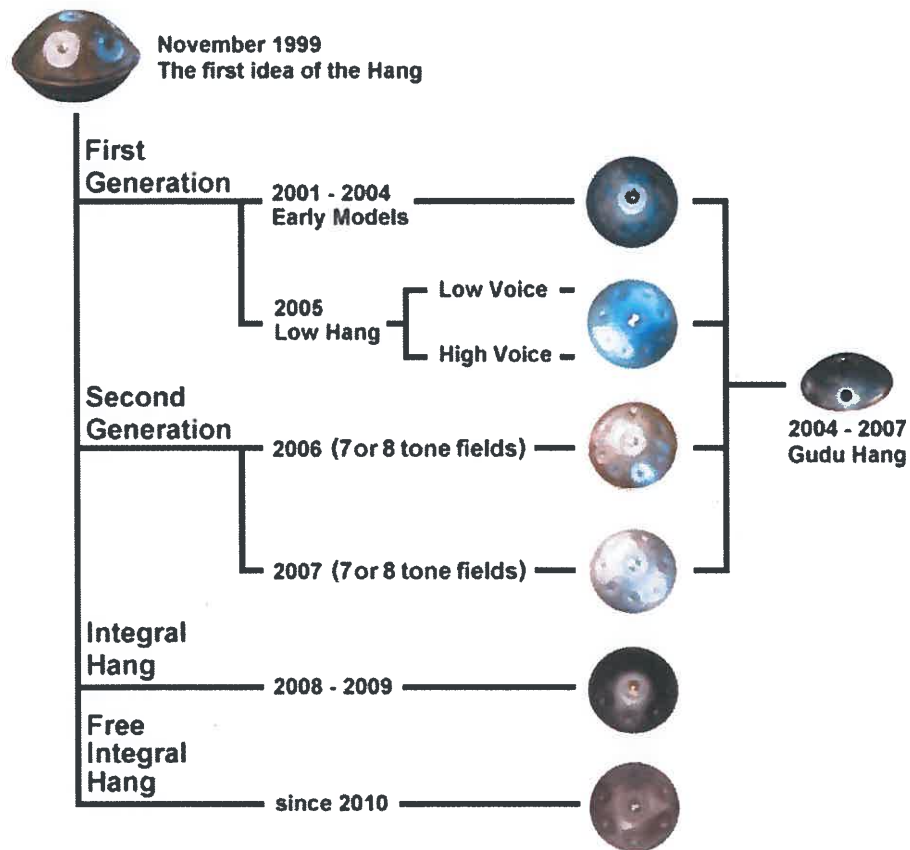 November 1999
The first idea of the Hang
First
Generation
2001 - 2004
Early Models
2005
Low Hang
Low Voice
High Voice
Second
Generation
2006 (7 or 8 tone fields)
2004 - 2007
Gudu Hang
2007 (7 or 8 tone fields)
Integral
Hang
2008 - 2009
Free
Integral
Hang
since 2010